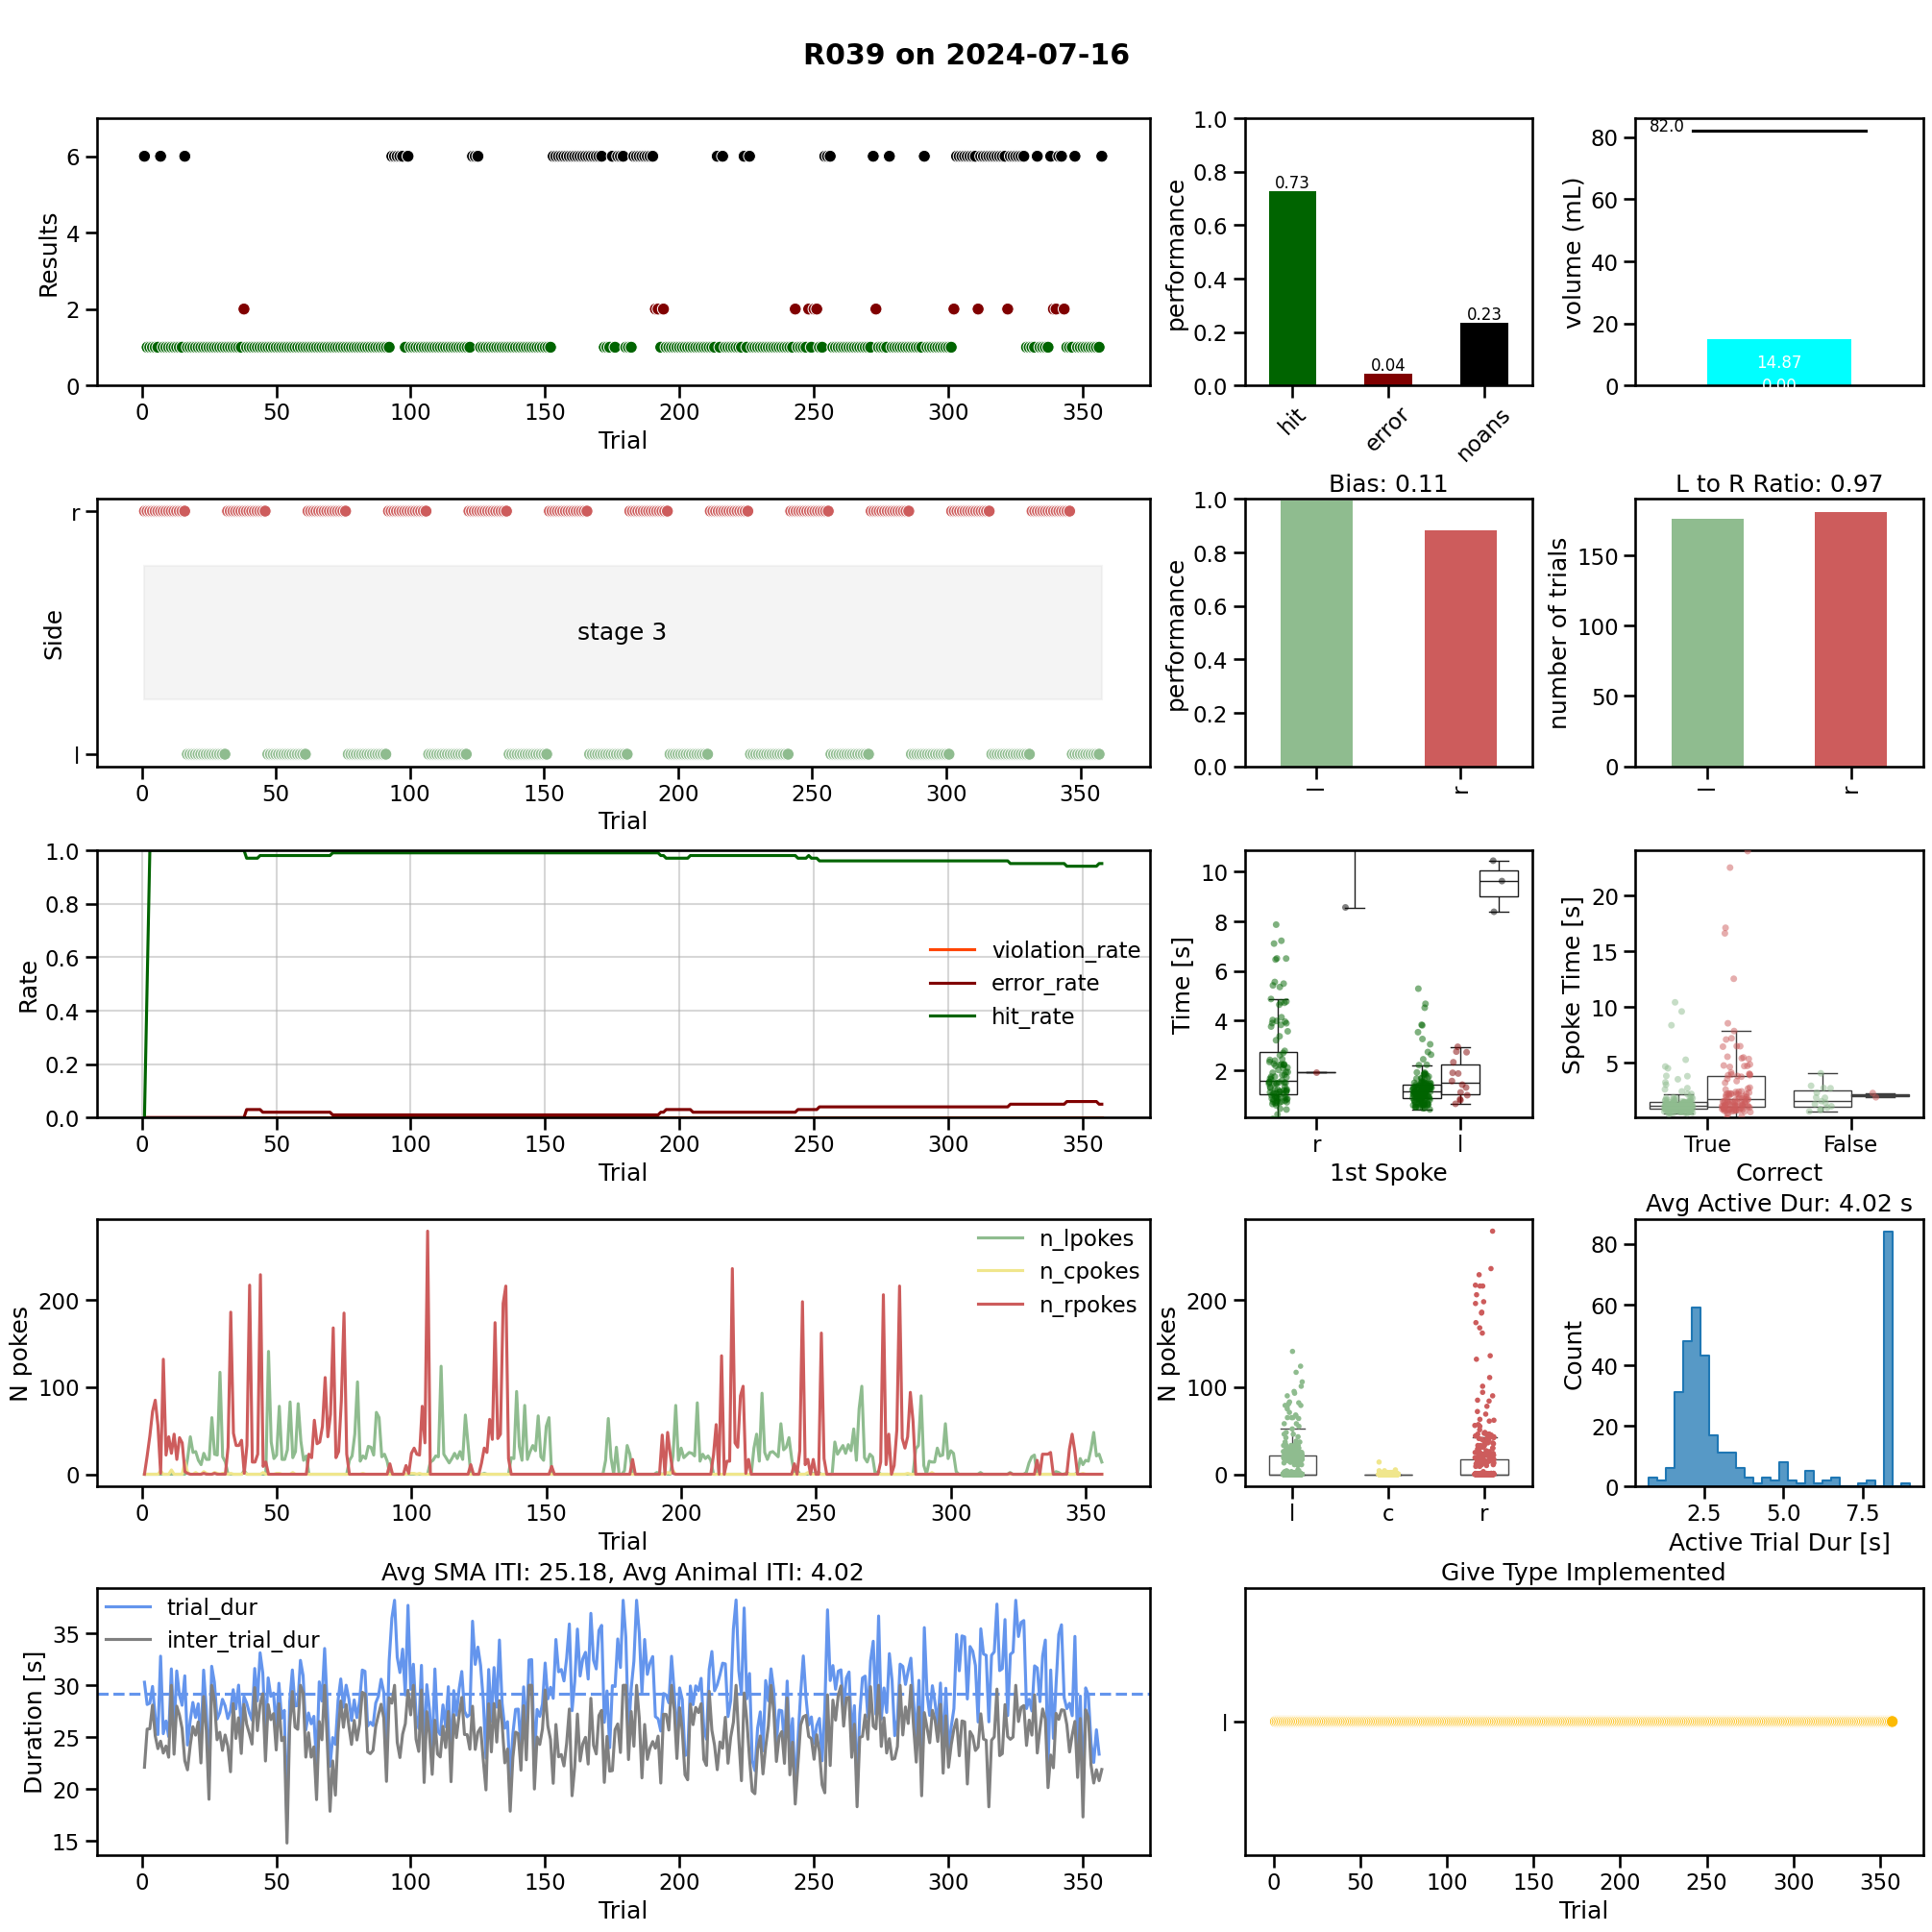 R039 on 2024-07-16
Results
6
4
2
0
0 50 100 150 200 250 300 350
Trial
performance
1.0
0.8
0.6
0.4
0.2
0.0
0.73
0.04
0.23
hit error noans
volume (mL)
80
60
40
20
0
82.0
14.87
0.00
Side
r
l
stage 3
0 50 100 150 200 250 300 350
Trial
Bias: 0.11
performance
1.0
0.8
0.6
0.4
0.2
0.0
l r
L to R Ratio: 0.97
number of trials
150
100
50
0
l r
Rate
1.0
0.8
0.6
0.4
0.2
0.0
violation_rate
error_rate
hit_rate
0 50 100 150 200 250 300 350
Trial
Time [s]
10
8
6
4
2
r l
1st Spoke
Spoke Time [s]
20
15
10
5
True False
Correct
N pokes
200
100
0
n_lpokes
n_cpokes
n_rpokes
0 50 100 150 200 250 300 350
Trial
N pokes
200
100
0
l c r
Avg Active Dur: 4.02 s
Count
80
60
40
20
0
2.5 5.0 7.5
Active Trial Dur [s]
Avg SMA ITI: 25.18, Avg Animal ITI: 4.02
Duration [s]
35
30
25
20
15
trial_dur
inter_trial_dur
0 50 100 150 200 250 300 350
Trial
Give Type Implemented
l
0 50 100 150 200 250 300 350
Trial